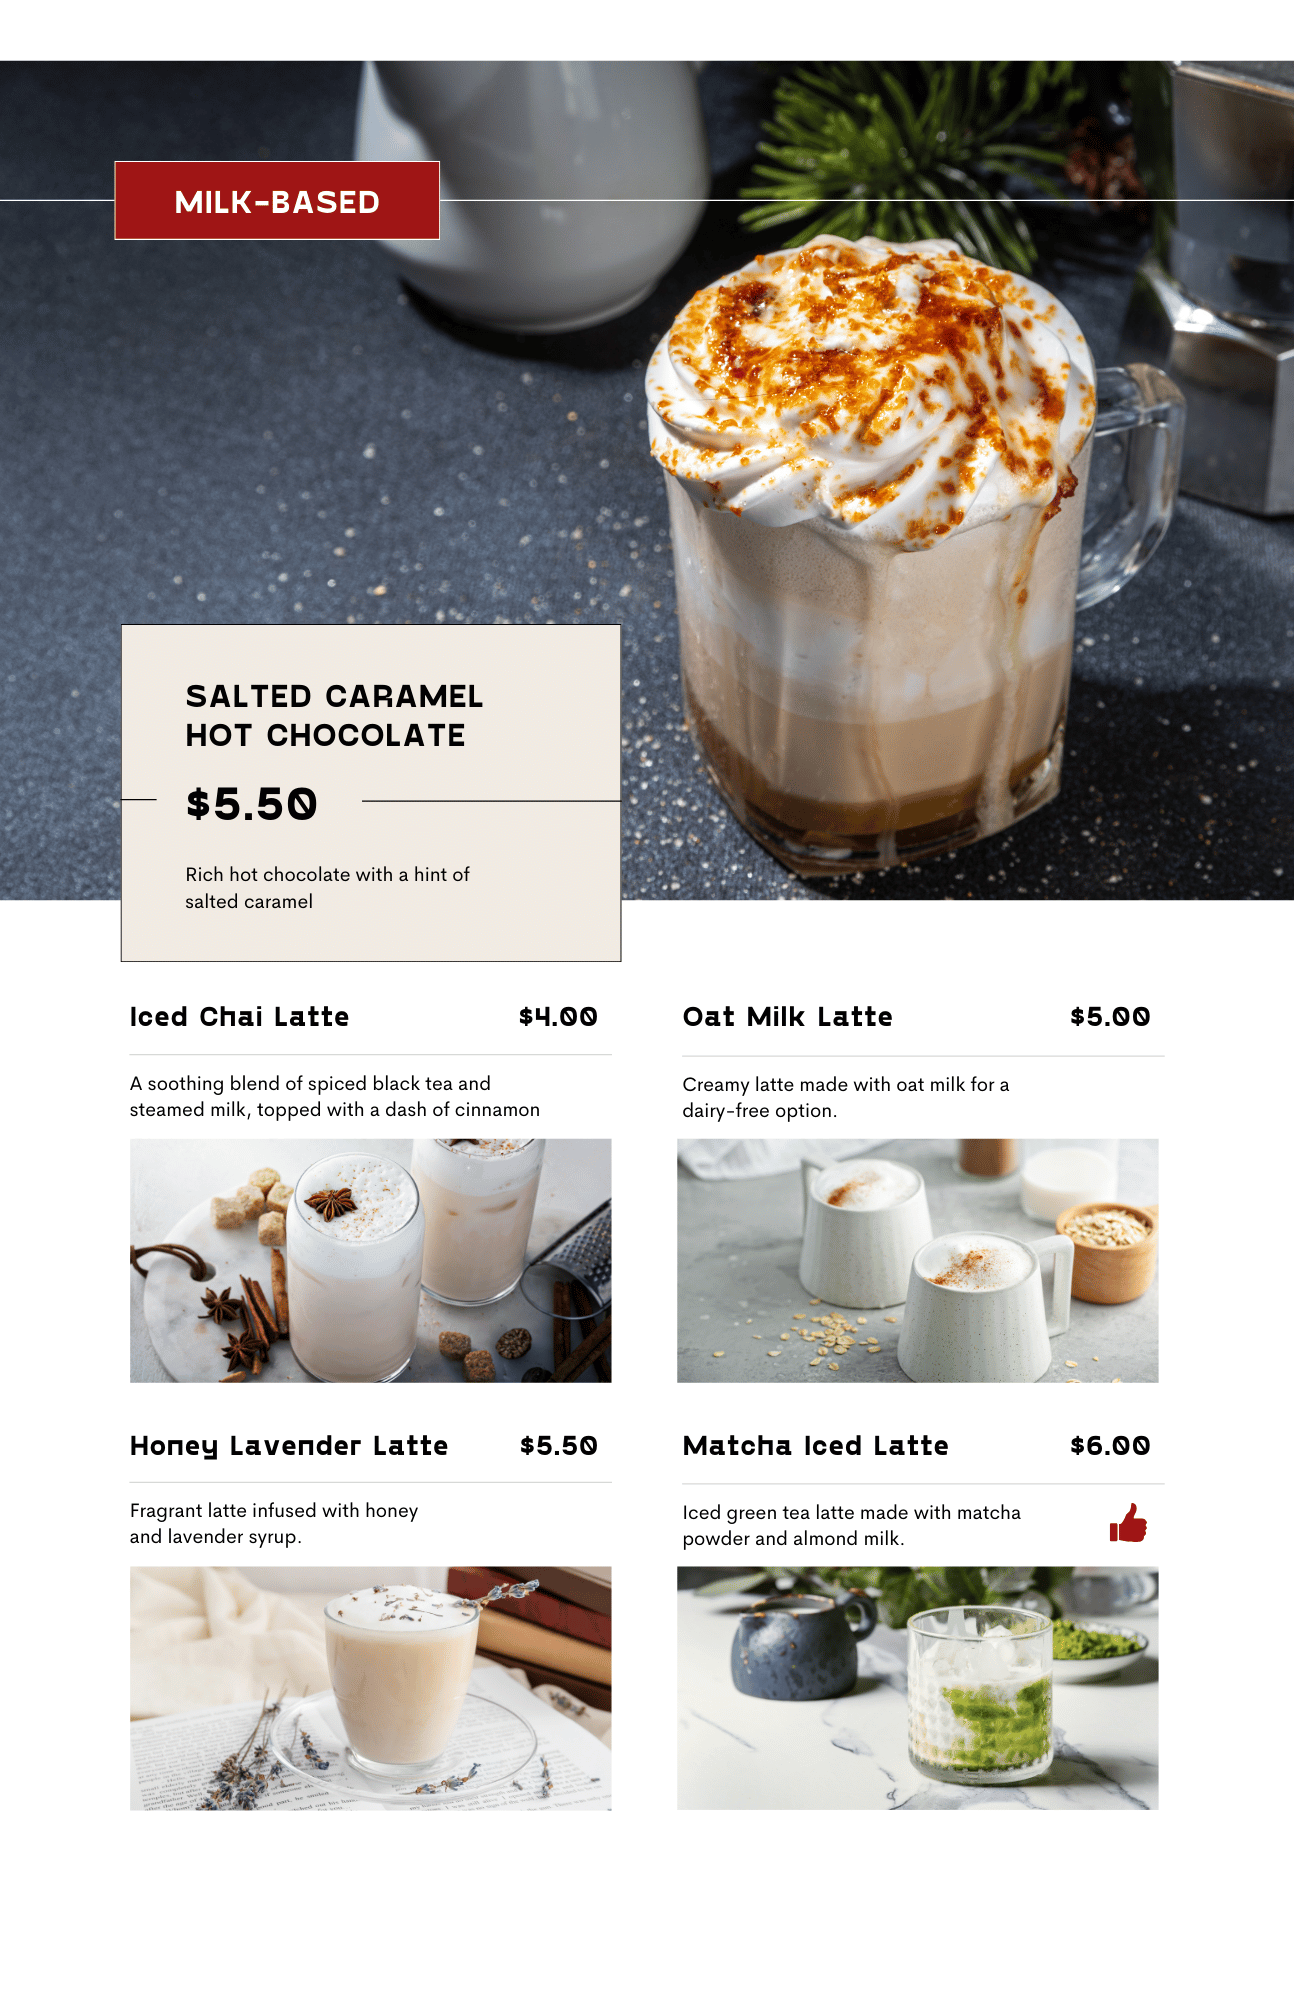 MILK-BASED
SALTED CARAMEL
HOT CHOCOLATE
$5.50
Rich hot chocolate with a hint of
salted caramel
Iced Chai Latte $4.00
A soothing blend of spiced black tea and
steamed milk, topped with a dash of cinnamon
Oat Milk Latte $5.00
Creamy latte made with oat milk for a
dairy-free option.
Honey Lavender Latte $5.50
Fragrant latte infused with honey
and lavender syrup.
Matcha Iced Latte $6.00
Iced green tea latte made with matcha
powder and almond milk.